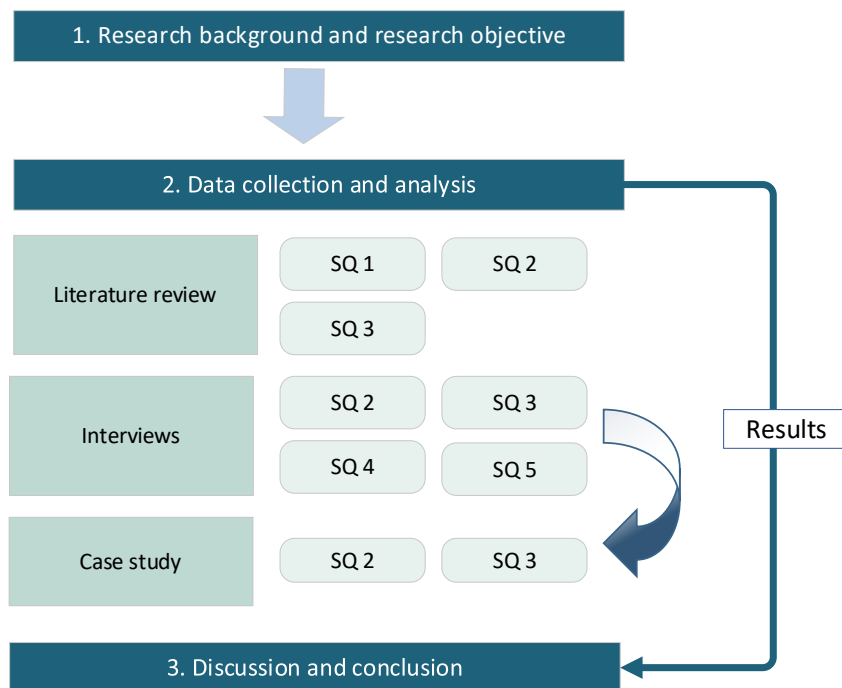 1. Research background and research objective
2. Data collection and analysis
Literature review
SQ 1
SQ 2
SQ 3
Interviews
SQ 2
SQ 3
SQ 4
SQ 5
Results
Case study
SQ 2
SQ 3
3. Discussion and conclusion